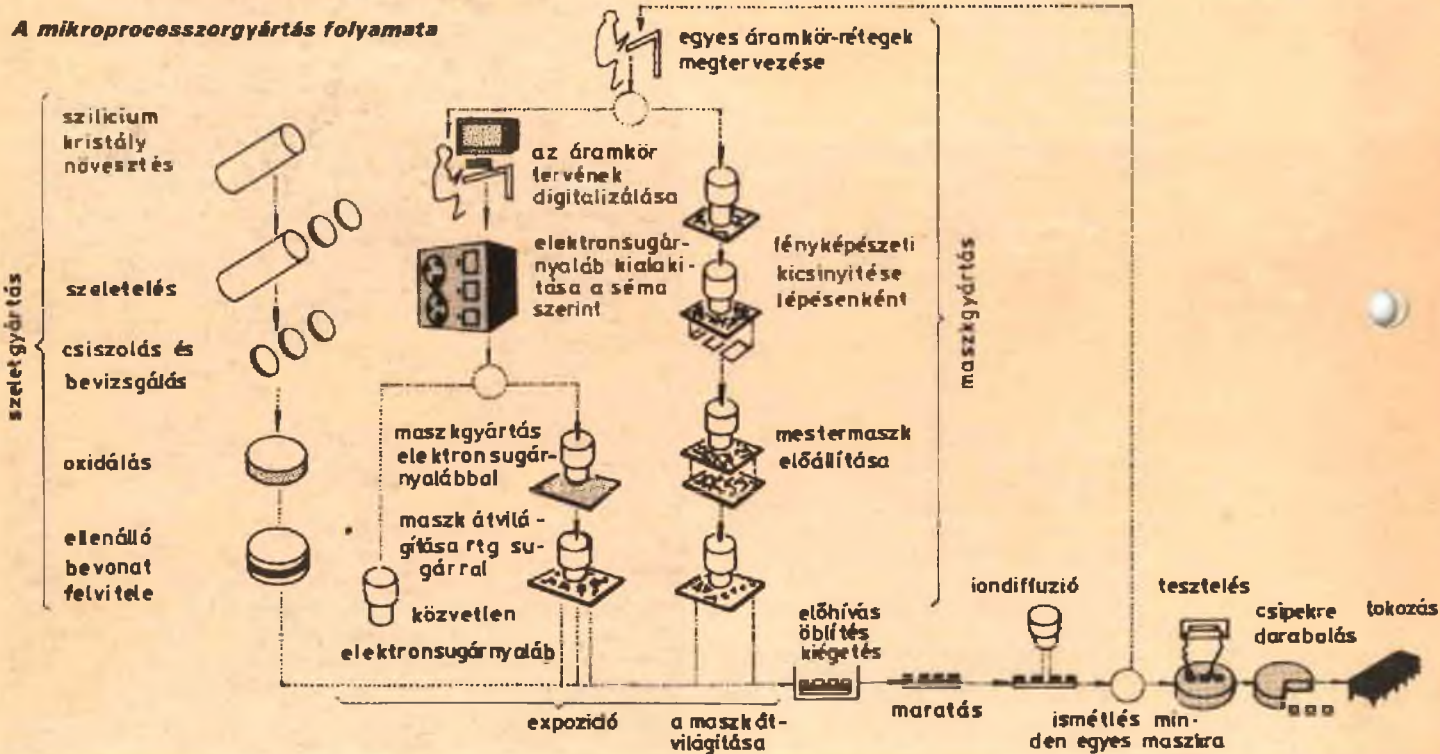 A mikroprocesszorgyártás folyamata
egyes áramkör-rétegek
megtervezése
szilicium
kristály
növesztés
szeletelés
csiszolás és
bevizsgálás
oxidálás
ellenálló
bevonat
felvitele
szeletgyártás
az áramkör
tervének
digitalizálása
elektronsugár-
nyaláb kialaki-
tása a séma
szerint
maszkgyártás
elektronsugár-
nyalábbal
maszk átvilá-
gítása rtg su-
gárral
közvetlen
elektronsugárnyaláb
fényképészeti
kicsinyitése
lépésenként
mestermaszk
előállítása
maszkgyártás
expozició
a maszk át-
világítása
előhívás
öblítés
kiégetés
maratás
iondiffuzió
ismétlés min-
den egyes maszkra
tesztelés
csipekre
darabolás
tokozás